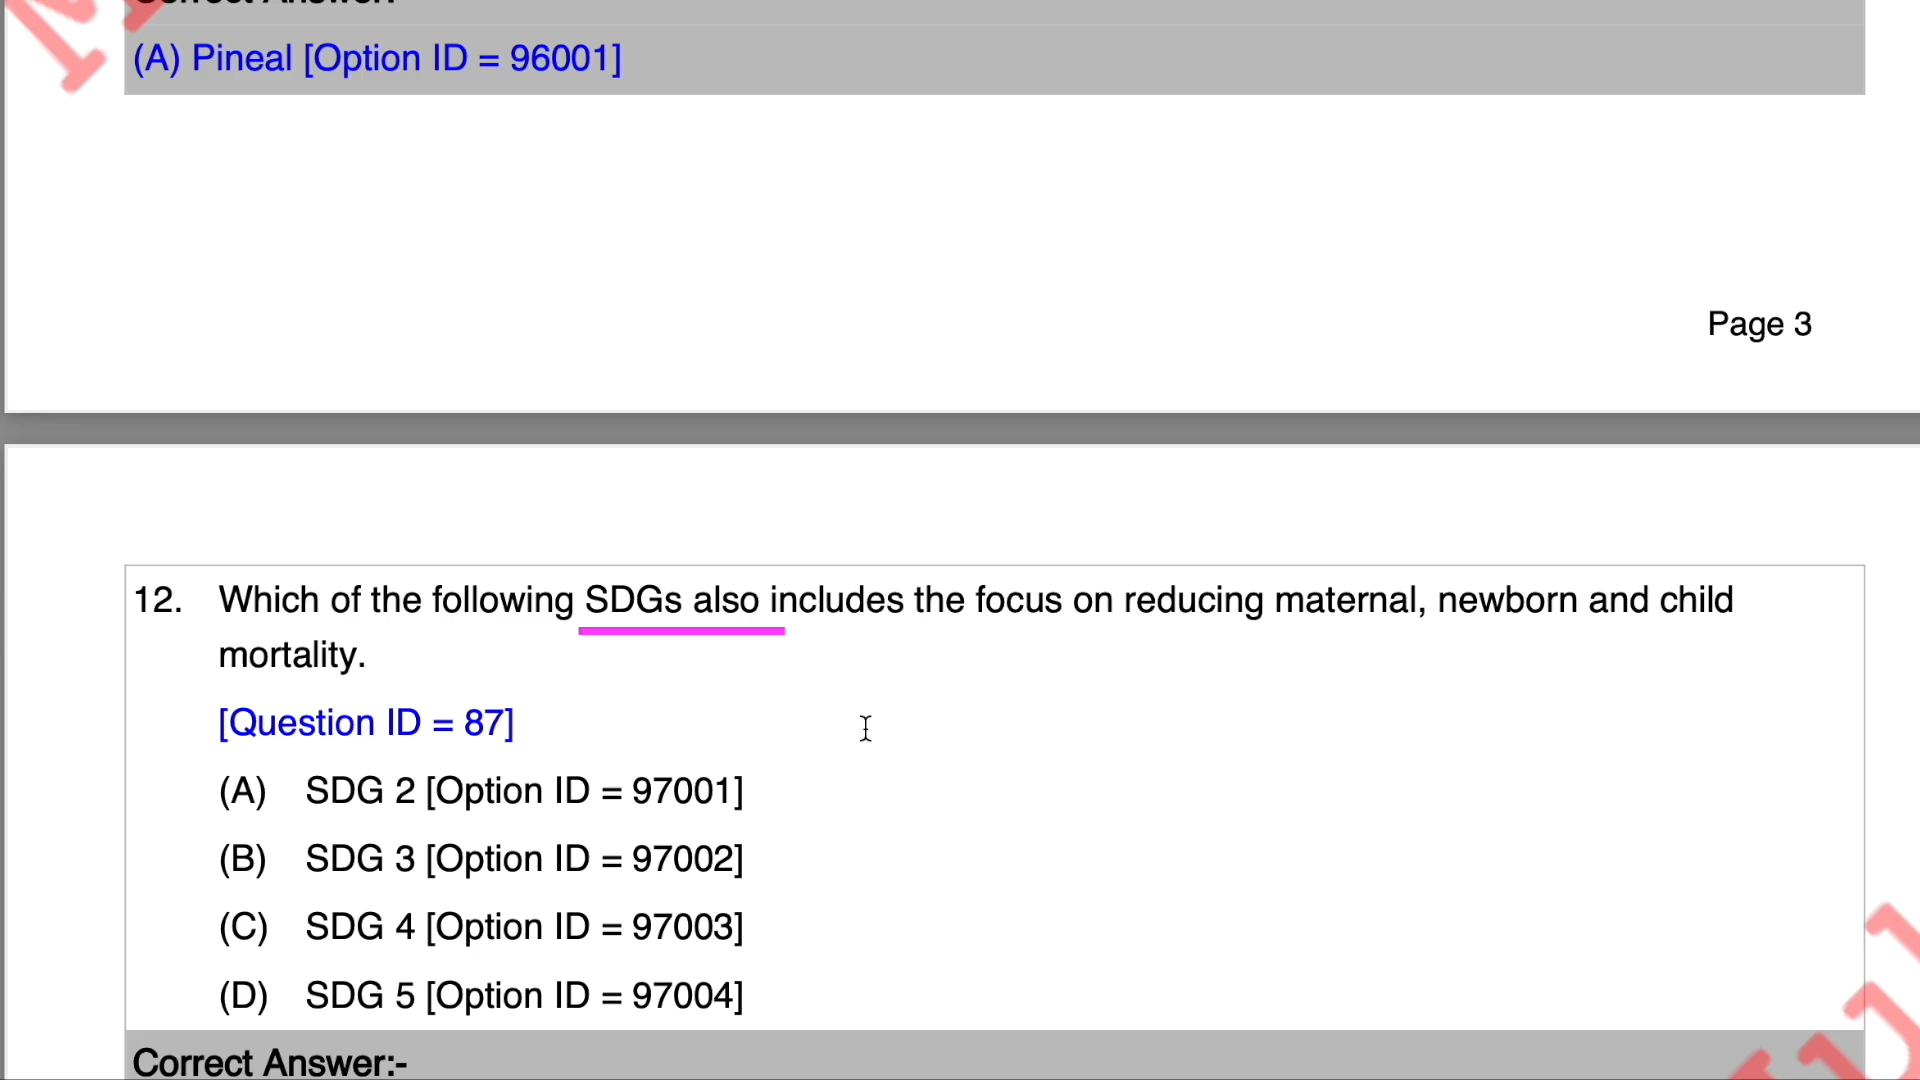 Correct Answer:-
(A) Pineal [Option ID = 96001]
Page 3
12. Which of the following SDGs also includes the focus on reducing maternal, newborn and child
mortality.
[Question ID = 87]
(A) SDG 2 [Option ID = 97001]
(B) SDG 3 [Option ID = 97002]
(C) SDG 4 [Option ID = 97003]
(D) SDG 5 [Option ID = 97004]
Correct Answer:-